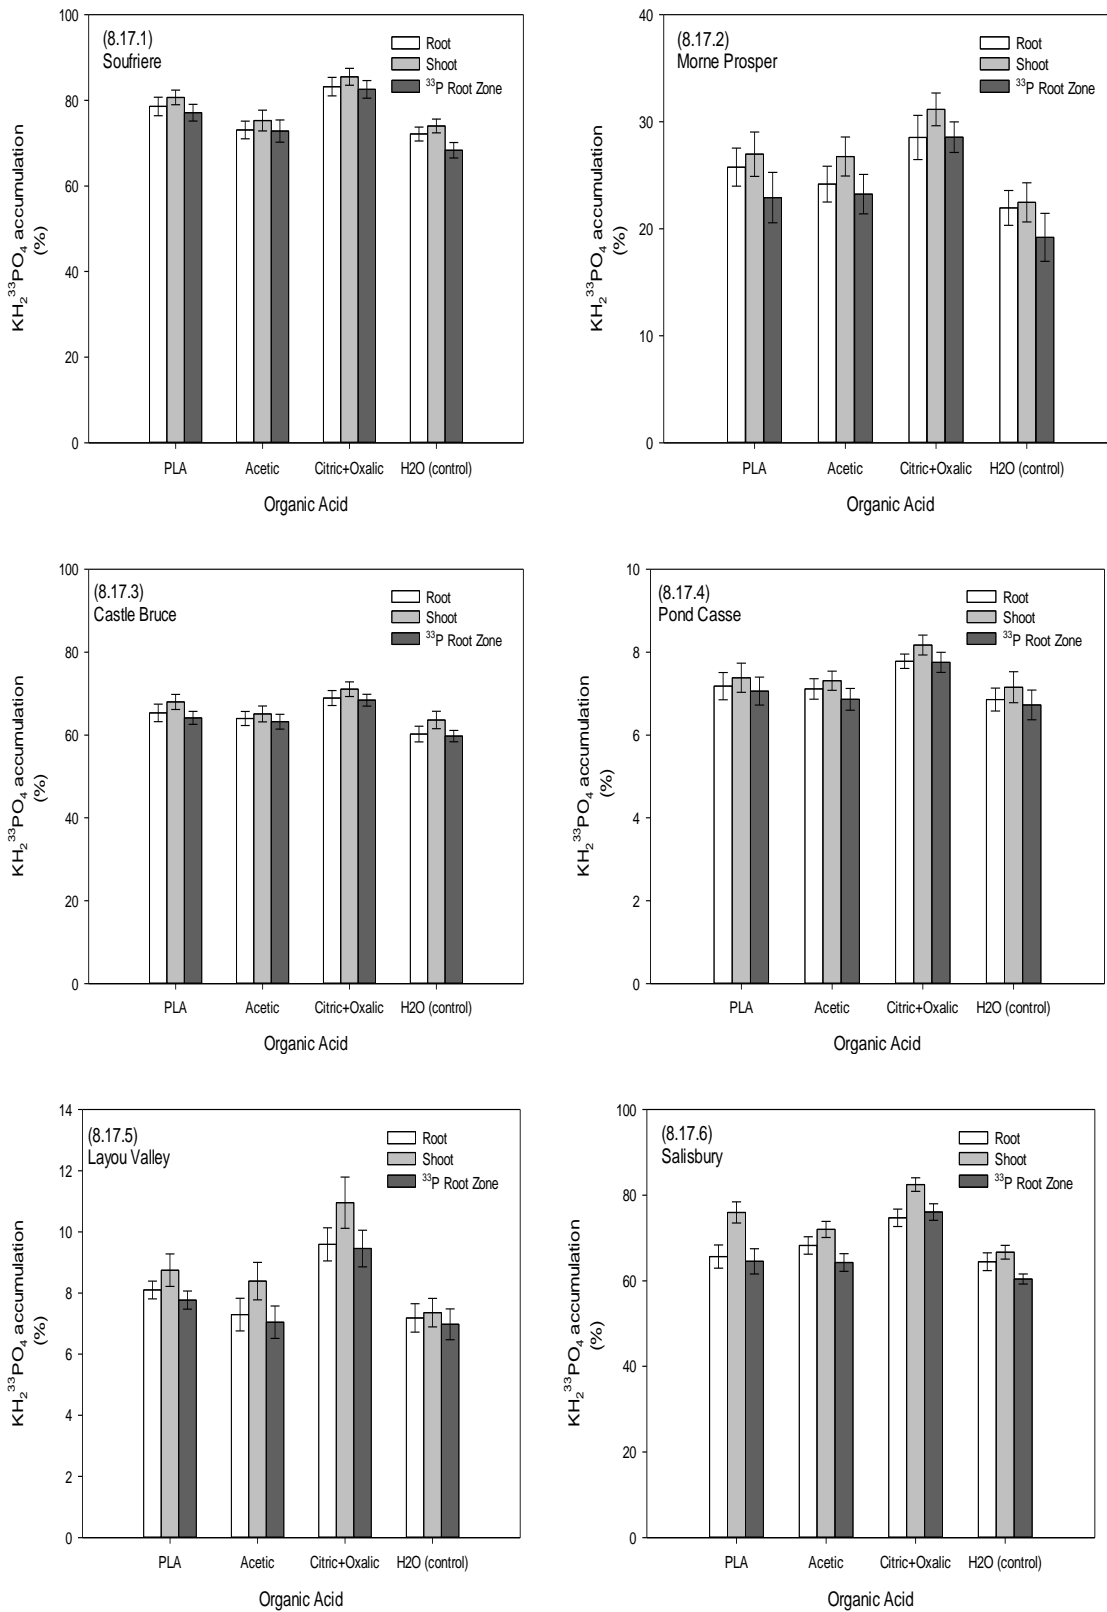 (8.17.1)
Soufriere
Root
Shoot
³³P Root Zone
KH₂³³PO₄ accumulation
(%)
100
80
60
40
20
0
PLA
Acetic
Citric+Oxalic
H2O (control)
Organic Acid
(8.17.2)
Morne Prosper
Root
Shoot
³³P Root Zone
KH₂³³PO₄ accumulation
(%)
40
30
20
10
0
PLA
Acetic
Citric+Oxalic
H2O (control)
Organic Acid
(8.17.3)
Castle Bruce
Root
Shoot
³³P Root Zone
KH₂³³PO₄ accumulation
(%)
100
80
60
40
20
0
PLA
Acetic
Citric+Oxalic
H2O (control)
Organic Acid
(8.17.4)
Pond Casse
Root
Shoot
³³P Root Zone
KH₂³³PO₄ accumulation
(%)
10
8
6
4
2
0
PLA
Acetic
Citric+Oxalic
H2O (control)
Organic Acid
(8.17.5)
Layou Valley
Root
Shoot
³³P Root Zone
KH₂³³PO₄ accumulation
(%)
14
12
10
8
6
4
2
0
PLA
Acetic
Citric+Oxalic
H2O (control)
Organic Acid
(8.17.6)
Salisbury
Root
Shoot
³³P Root Zone
KH₂³³PO₄ accumulation
(%)
100
80
60
40
20
0
PLA
Acetic
Citric+Oxalic
H2O (control)
Organic Acid